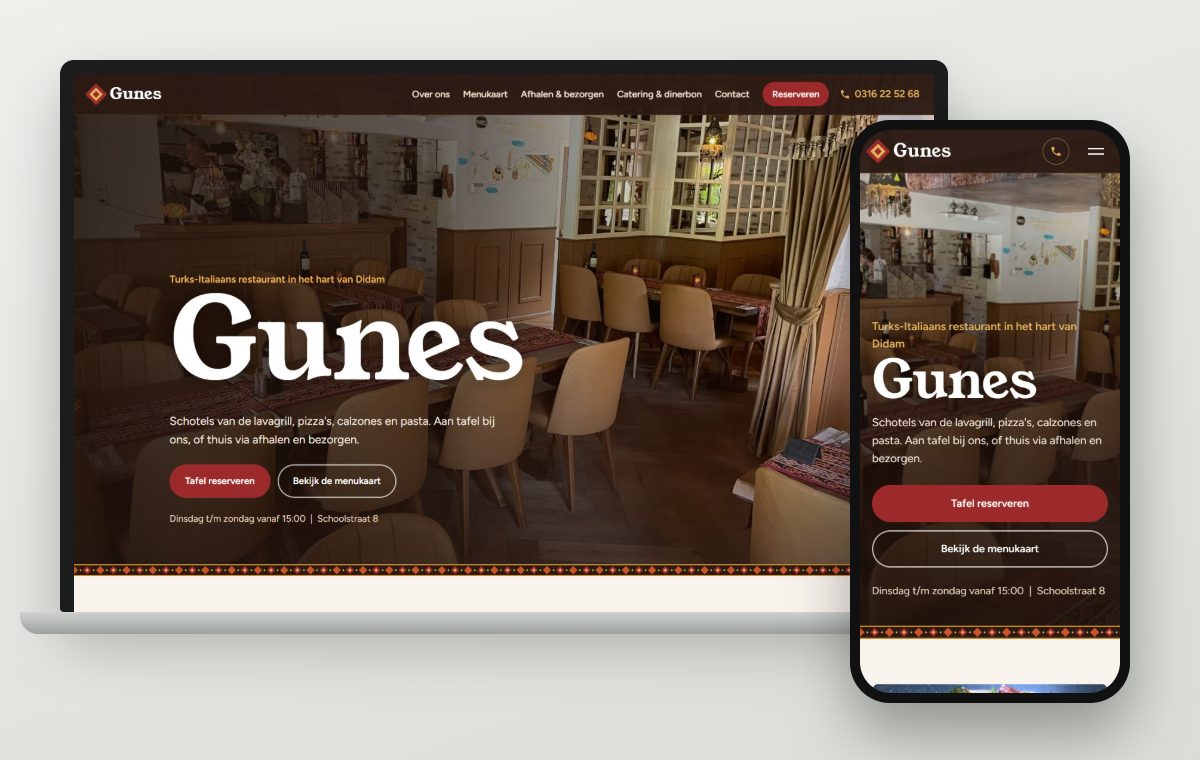 Gunes
Over ons
Menukaart
Afhalen & bezorgen
Catering & dinerbon
Contact
Reserveren
0316 22 52 68
Turks-Italiaans restaurant in het hart van Didam
Gunes
Schotels van de lavagrill, pizza's, calzones en pasta. Aan tafel bij
ons, of thuis via afhalen en bezorgen.
Tafel reserveren
Bekijk de menukaart
Dinsdag t/m zondag vanaf 15:00 | Schoolstraat 8
Gunes
Turks-Italiaans restaurant in het hart van
Didam
Gunes
Schotels van de lavagrill, pizza's, calzones en
pasta. Aan tafel bij ons, of thuis via afhalen en
bezorgen.
Tafel reserveren
Bekijk de menukaart
Dinsdag t/m zondag vanaf 15:00 | Schoolstraat 8